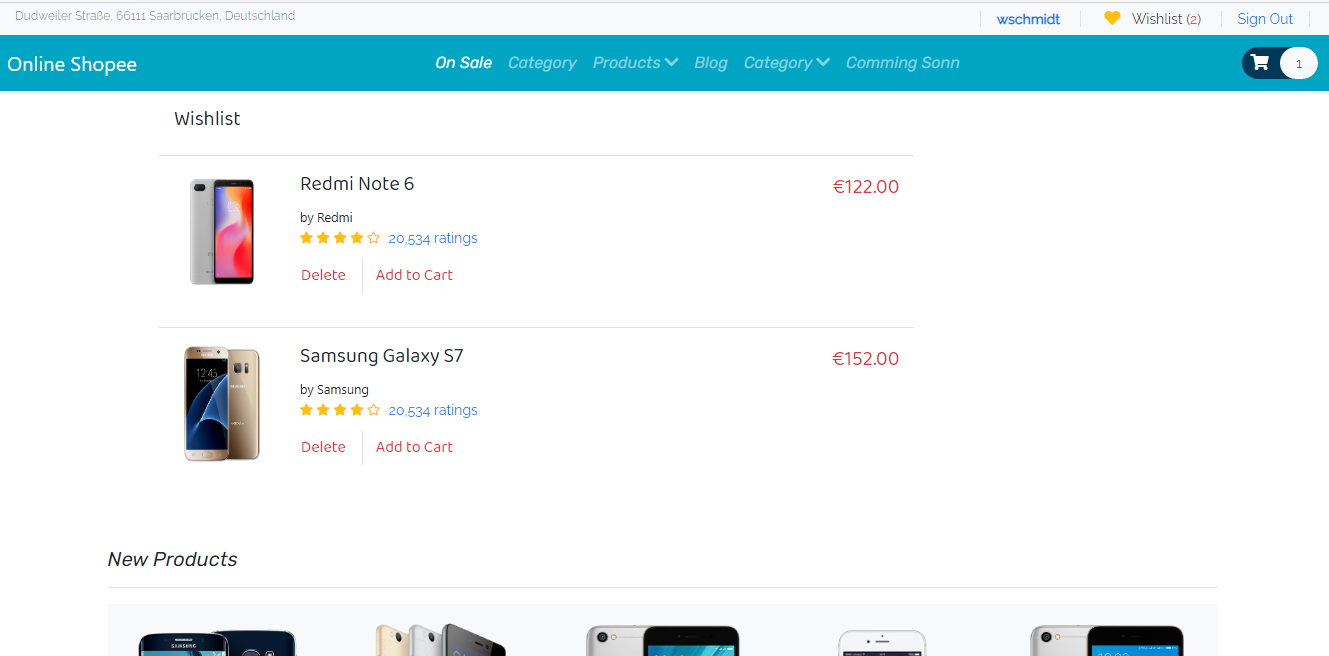 Dudweiler Straße, 66111 Saarbrücken, Deutschland
wschmidt Wishlist (2) Sign Out
Online Shopee On Sale Category Products Blog Category Comming Sonn 1
Wishlist
Redmi Note 6 €122.00
by Redmi
20,534 ratings
Delete Add to Cart
Samsung Galaxy S7 €152.00
12:45
by Samsung
20,534 ratings
Delete Add to Cart
New Products
SAMSUNG